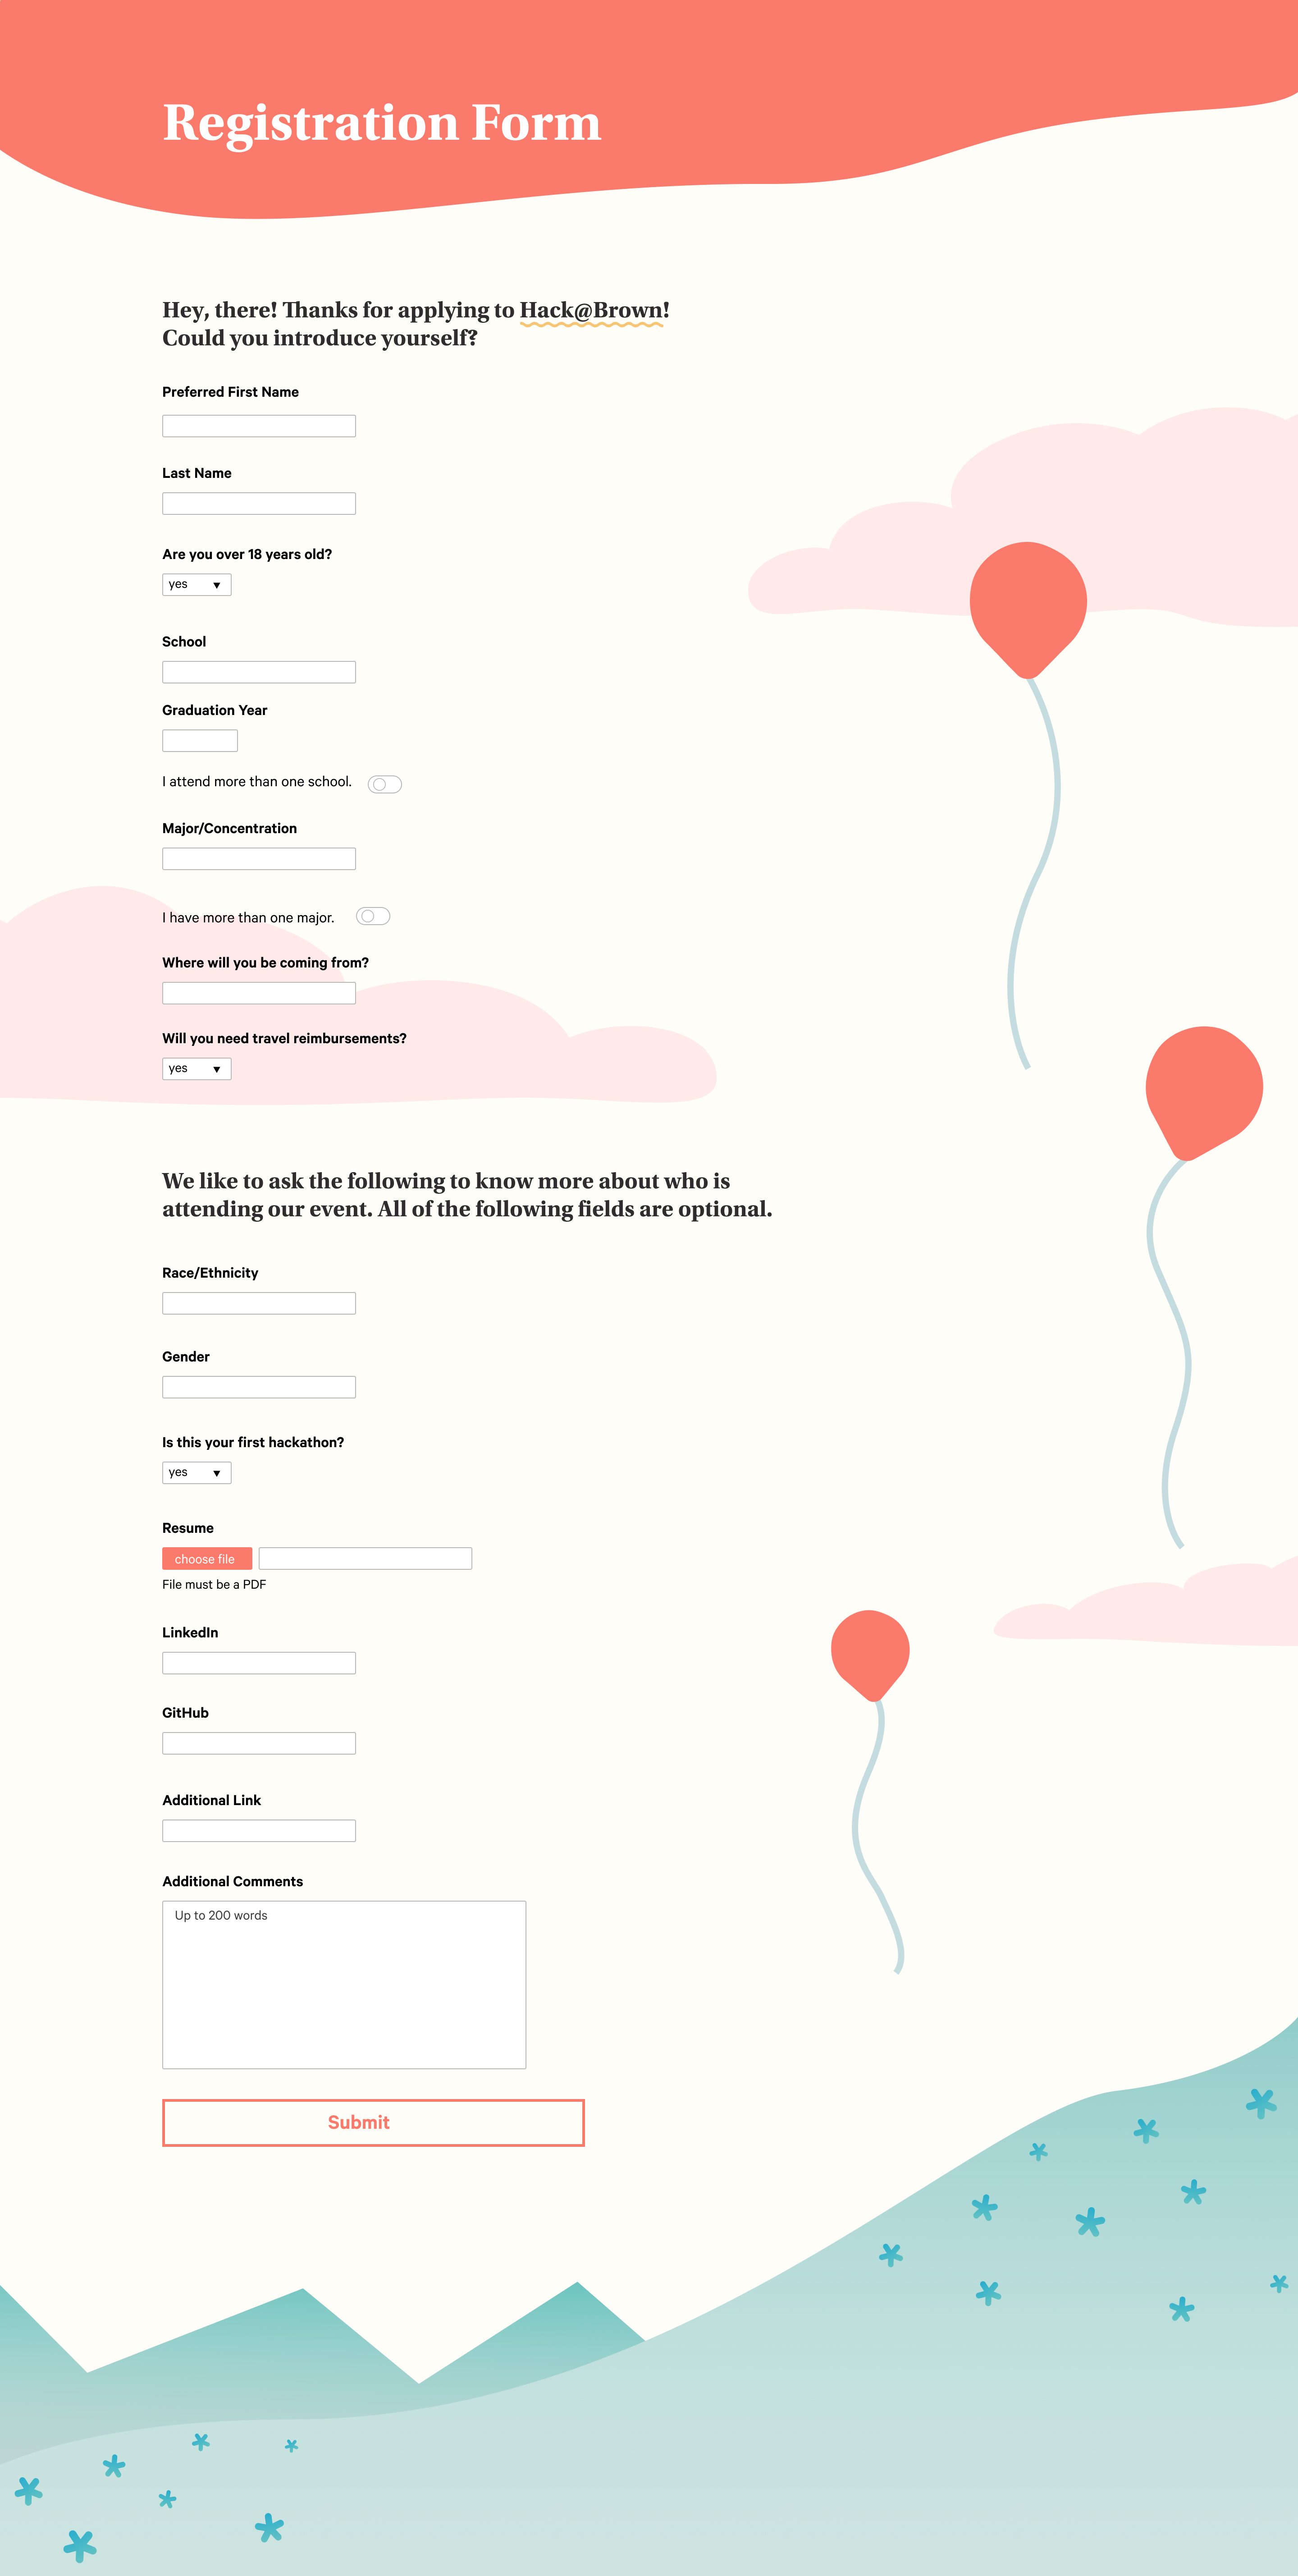 Registration Form
Hey, there! Thanks for applying to Hack@Brown!
Could you introduce yourself?
Preferred First Name
Last Name
Are you over 18 years old?
yes
School
Graduation Year
I attend more than one school.
Major/Concentration
I have more than one major.
Where will you be coming from?
Will you need travel reimbursements?
yes
We like to ask the following to know more about who is
attending our event. All of the following fields are optional.
Race/Ethnicity
Gender
Is this your first hackathon?
yes
Resume
choose file
File must be a PDF
LinkedIn
GitHub
Additional Link
Additional Comments
Up to 200 words
Submit